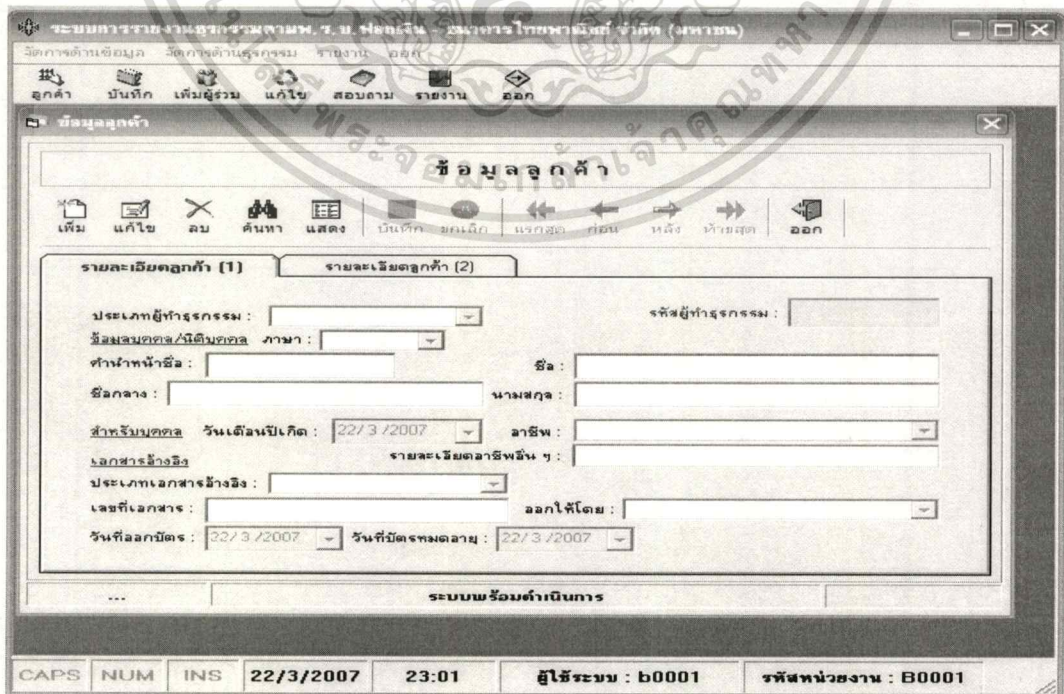 ระบบการรายงานธุรกรรมตามพ.ร.บ.ฟอกเงิน - ธนาคารไทยพาณิชย์ จำกัด (มหาชน)
จัดการด้านข้อมูล จัดการด้านธุรกรรม รายงาน ออก
ลูกค้า บันทึก เพิ่มผู้ร่วม แก้ไข สอบถาม รายงาน ออก
ข้อมูลลูกค้า
พระจอมเกล้าเจ้าคุณทหาร
ข้อมูลลูกค้า
เพิ่ม แก้ไข ลบ ค้นหา แสดง บันทึก ยกเลิก แรกสุด ก่อน หลัง ท้ายสุด ออก
รายละเอียดลูกค้า (1) รายละเอียดลูกค้า (2)
ประเภทผู้ทำธุรกรรม : รหัสผู้ทำธุรกรรม :
ข้อมูลบุคคล/นิติบุคคล ภาษา :
คำนำหน้าชื่อ : ชื่อ :
ชื่อกลาง : นามสกุล :
สำหรับบุคคล วันเดือนปีเกิด : 22/ 3 /2007 อาชีพ :
เอกสารอ้างอิง รายละเอียดอาชีพอื่น ๆ :
ประเภทเอกสารอ้างอิง :
เลขที่เอกสาร : ออกให้โดย :
วันที่ออกบัตร : 22/ 3 /2007 วันที่บัตรหมดอายุ : 22/ 3 /2007
... ระบบพร้อมดำเนินการ
CAPS NUM INS 22/3/2007 23:01 ผู้ใช้ระบบ : b0001 รหัสหน่วยงาน : B0001